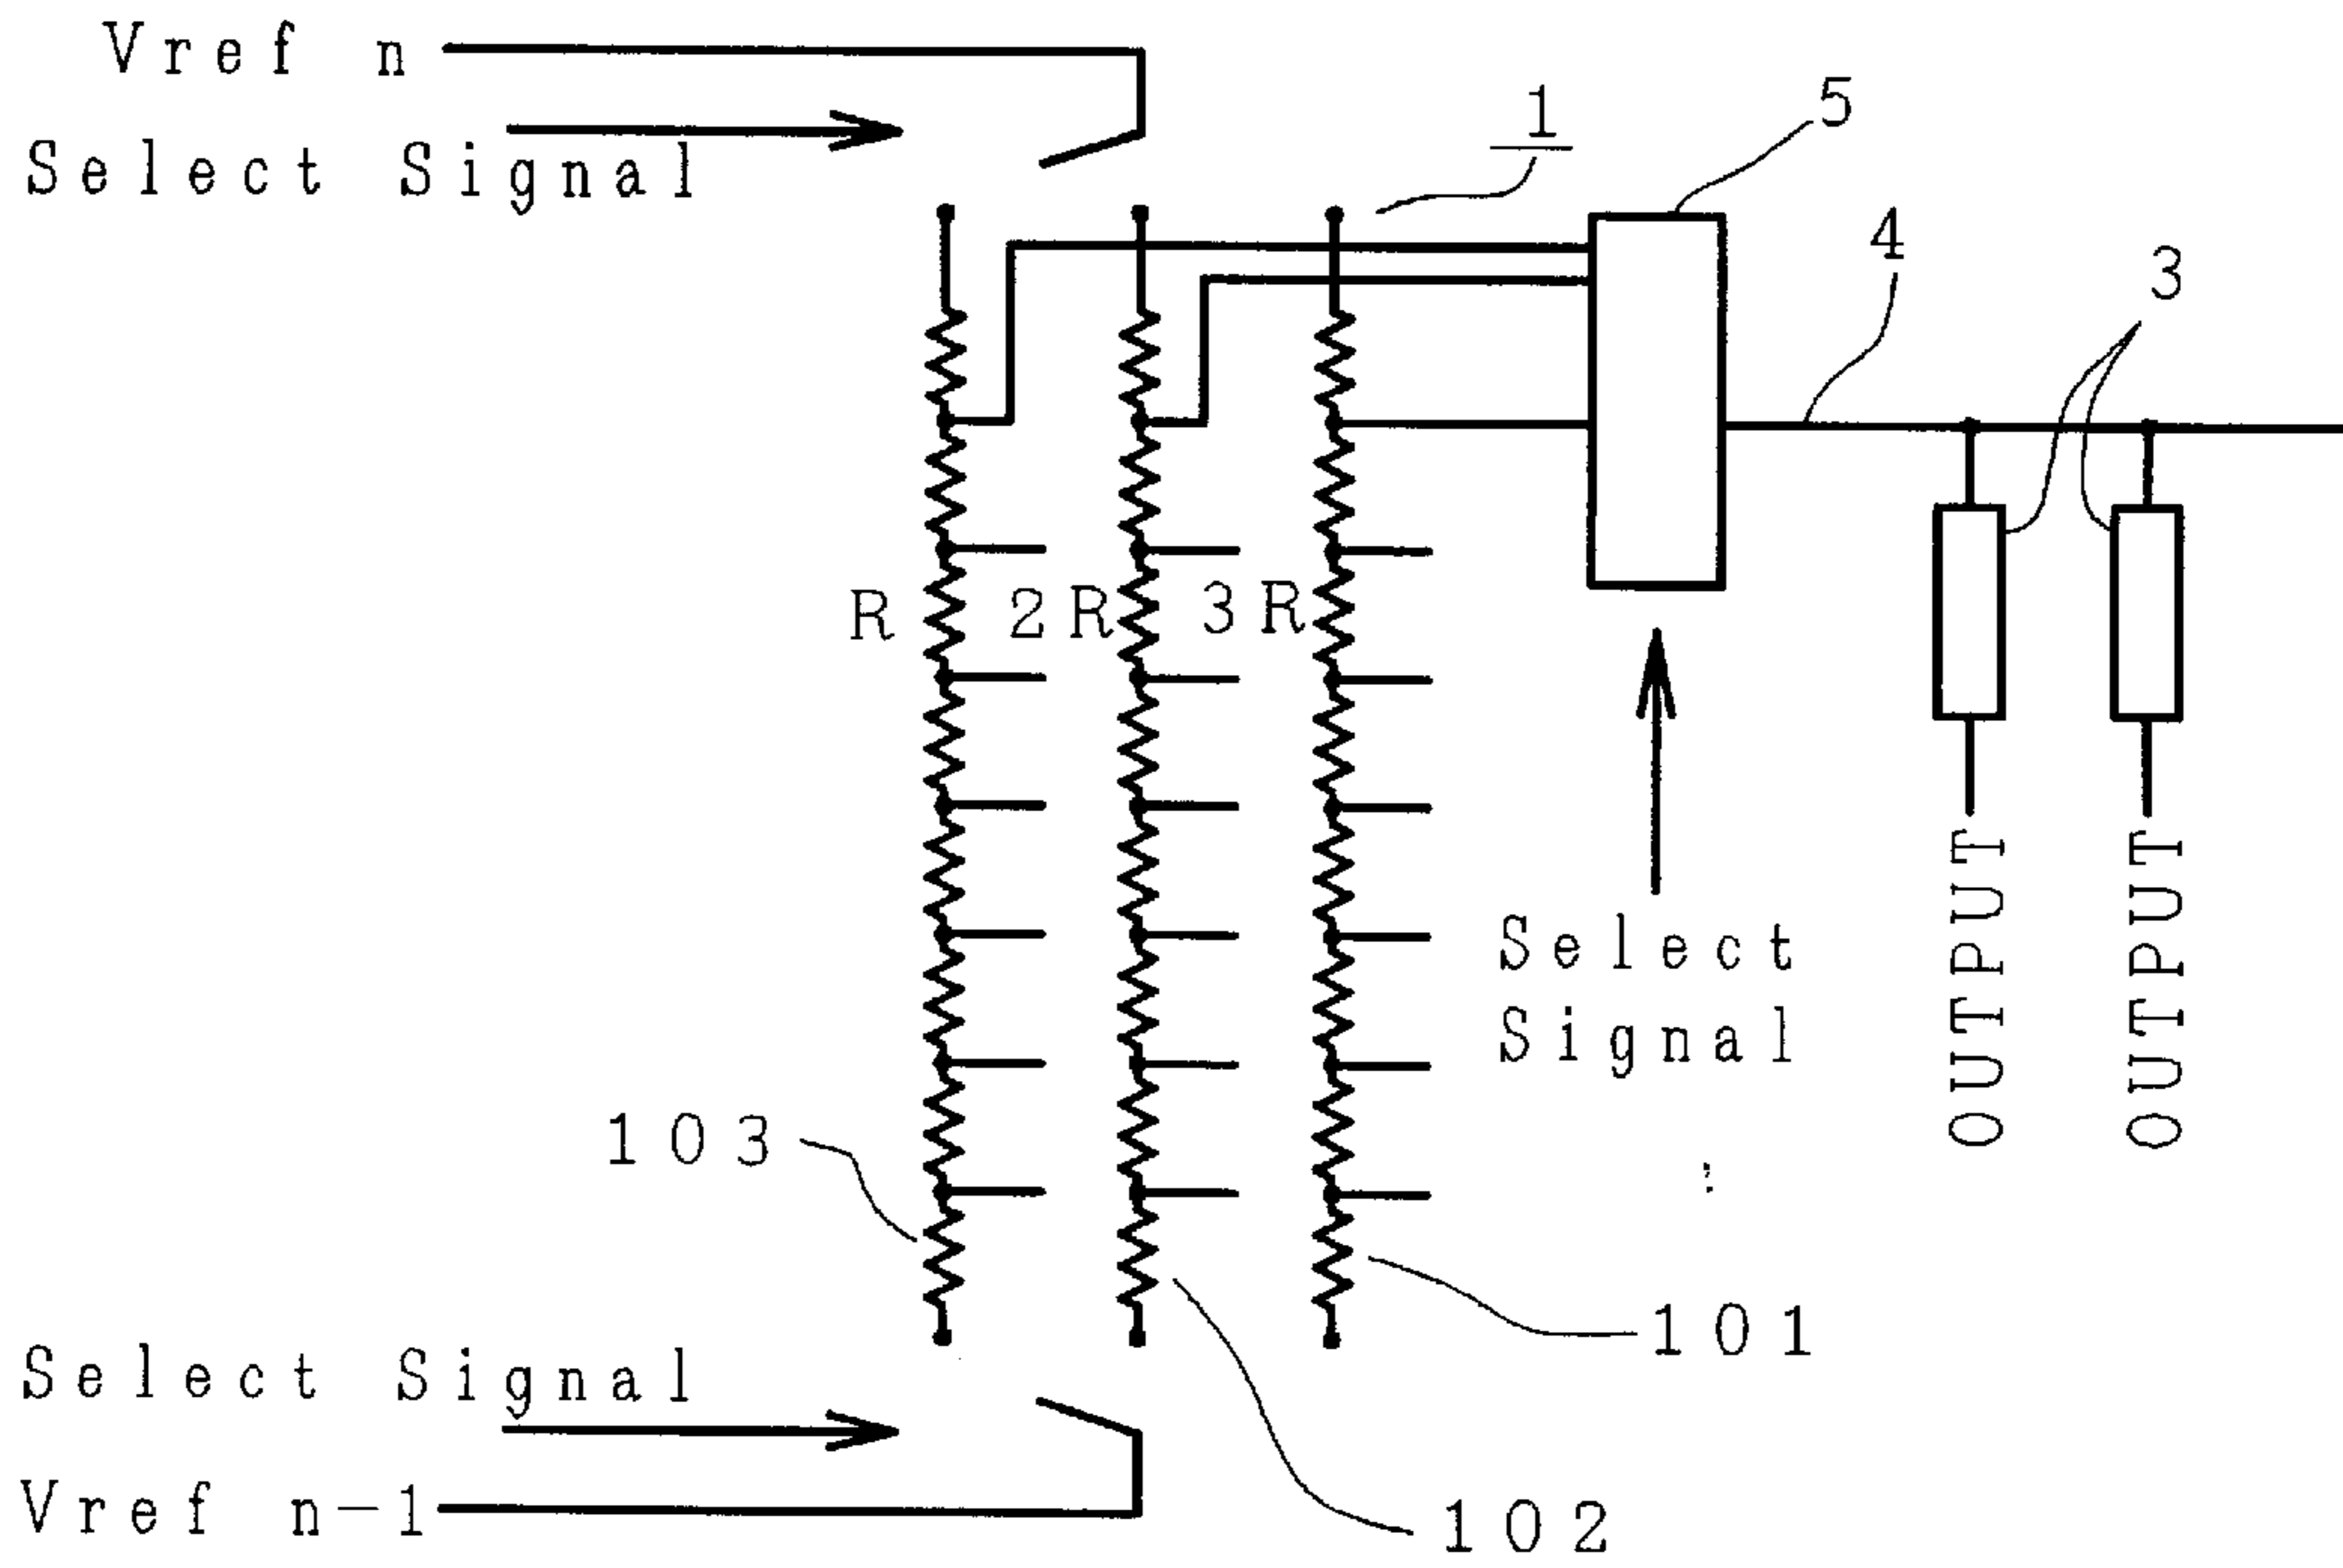 Vref n
Select Signal
1
5
4
3
R
2R
3R
Select
Signal
OUTPUT
OUTPUT
103
101
Select Signal
Vref n-1
102